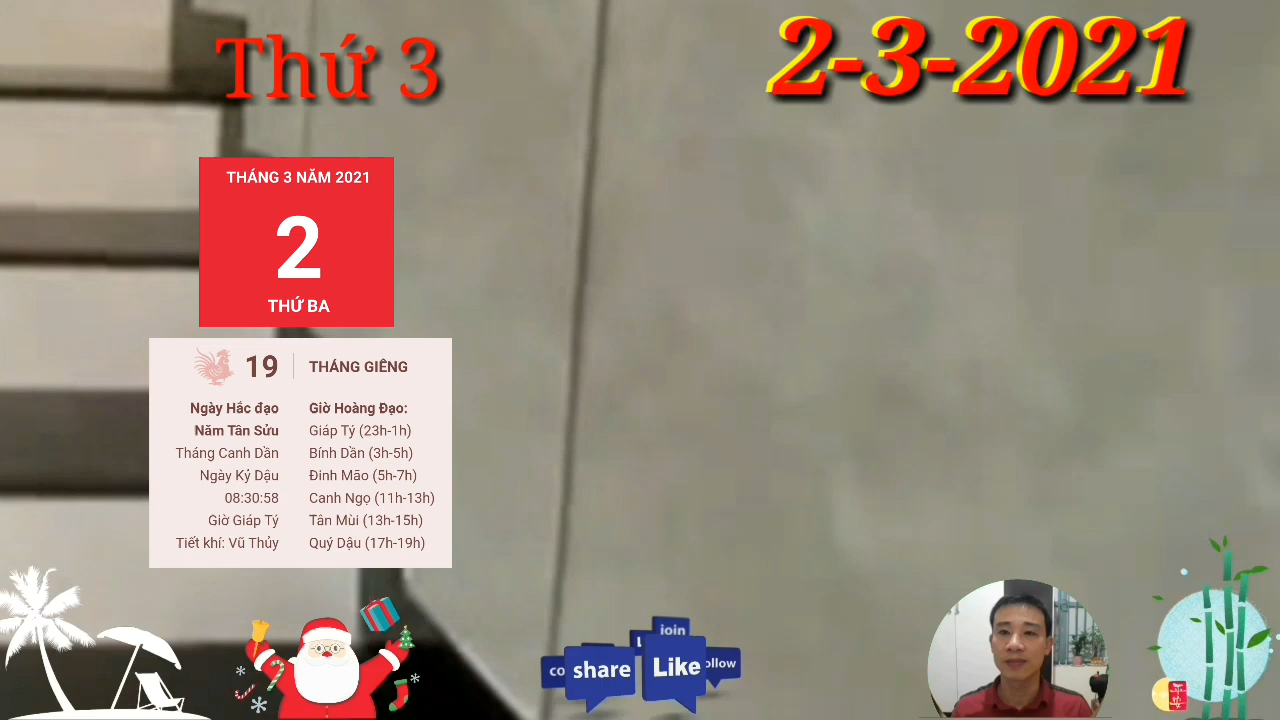 Thứ 3
2-3-2021
THÁNG 3 NĂM 2021
2
THỨ BA
19
THÁNG GIÊNG
Ngày Hắc đạo
Năm Tân Sửu
Tháng Canh Dần
Ngày Kỷ Dậu
08:30:58
Giờ Giáp Tý
Tiết khí: Vũ Thủy
Giờ Hoàng Đạo:
Giáp Tý (23h-1h)
Bính Dần (3h-5h)
Đinh Mão (5h-7h)
Canh Ngọ (11h-13h)
Tân Mùi (13h-15h)
Quý Dậu (17h-19h)
join
L
co
share
Like
ollow